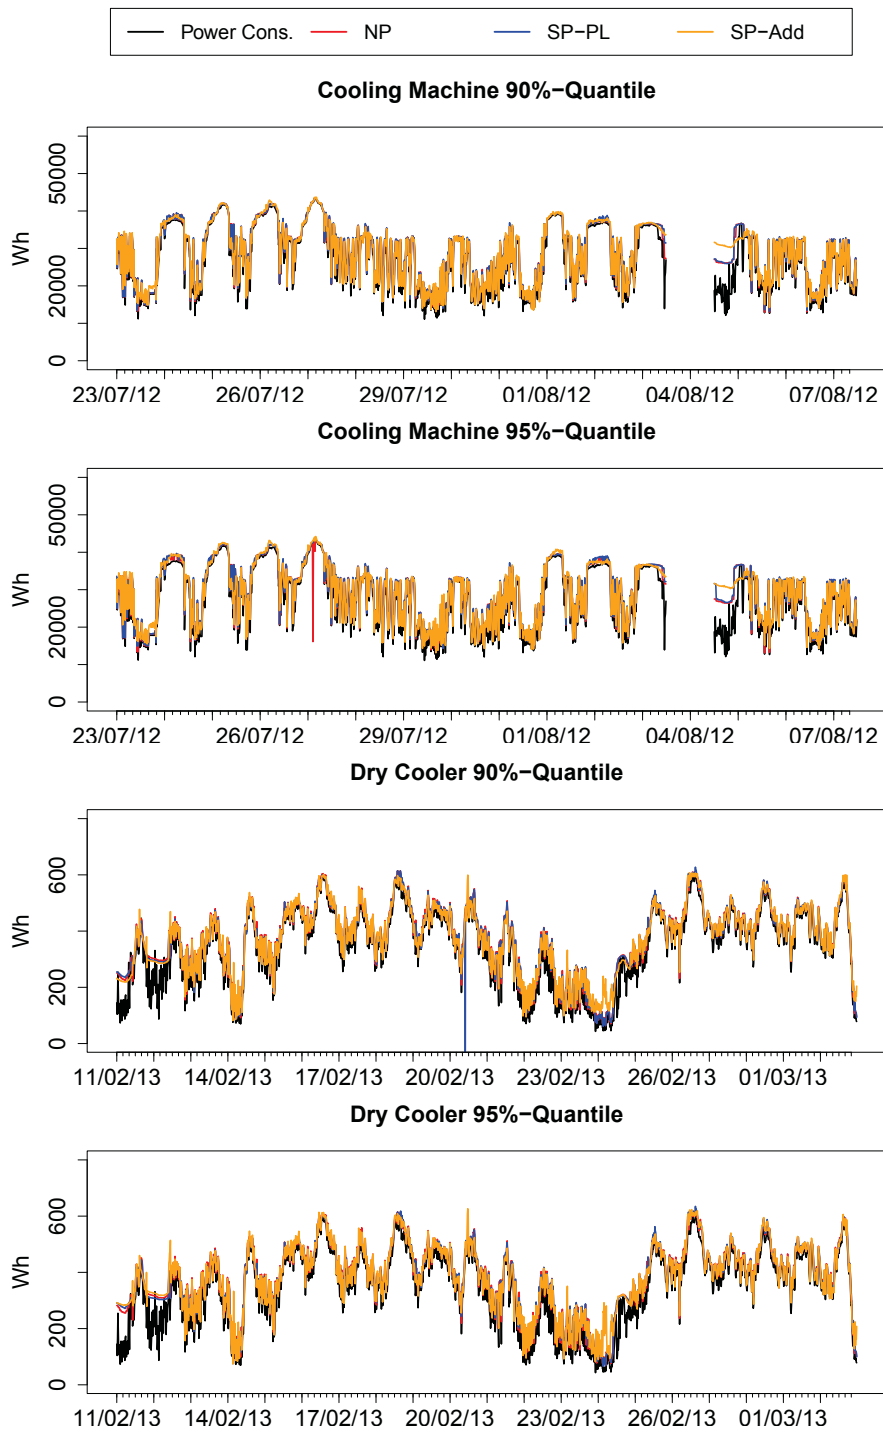 Power Cons. NP SP−PL SP−Add
Cooling Machine 90%−Quantile
Wh
50000
20000
0
23/07/12 26/07/12 29/07/12 01/08/12 04/08/12 07/08/12
Cooling Machine 95%−Quantile
Wh
50000
20000
0
23/07/12 26/07/12 29/07/12 01/08/12 04/08/12 07/08/12
Dry Cooler 90%−Quantile
Wh
600
200
0
11/02/13 14/02/13 17/02/13 20/02/13 23/02/13 26/02/13 01/03/13
Dry Cooler 95%−Quantile
Wh
600
200
0
11/02/13 14/02/13 17/02/13 20/02/13 23/02/13 26/02/13 01/03/13